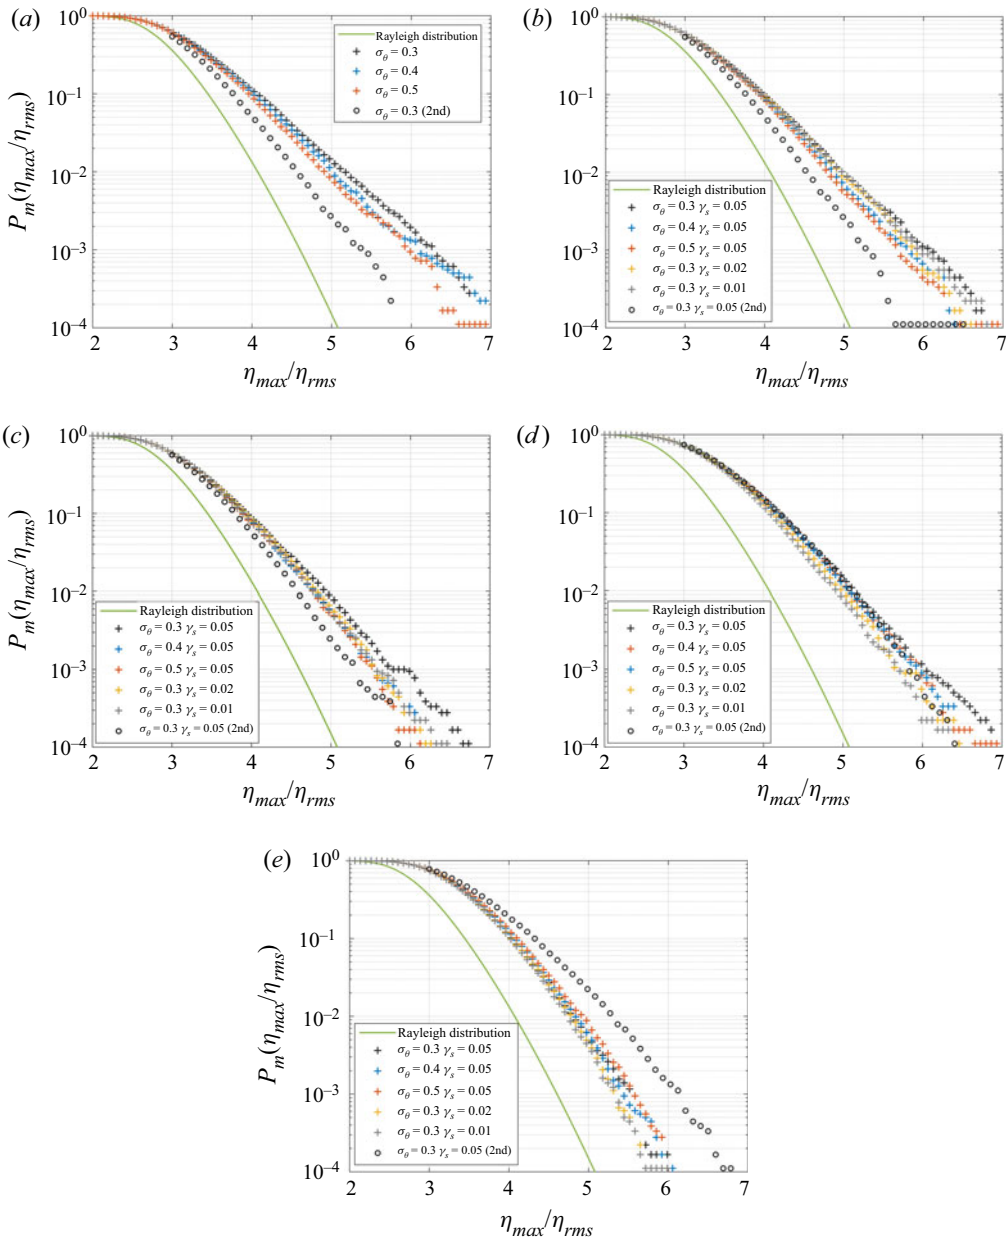 (a)
10⁰
10⁻¹
10⁻²
10⁻³
10⁻⁴
P_m(η_max/η_rms)
2 3 4 5 6 7
η_max/η_rms
Rayleigh distribution
σ_θ = 0.3
σ_θ = 0.4
σ_θ = 0.5
σ_θ = 0.3 (2nd)
(b)
10⁰
10⁻¹
10⁻²
10⁻³
10⁻⁴
2 3 4 5 6 7
η_max/η_rms
Rayleigh distribution
σ_θ = 0.3 γ_s = 0.05
σ_θ = 0.4 γ_s = 0.05
σ_θ = 0.5 γ_s = 0.05
σ_θ = 0.3 γ_s = 0.02
σ_θ = 0.3 γ_s = 0.01
σ_θ = 0.3 γ_s = 0.05 (2nd)
(c)
10⁰
10⁻¹
10⁻²
10⁻³
10⁻⁴
P_m(η_max/η_rms)
2 3 4 5 6 7
η_max/η_rms
Rayleigh distribution
σ_θ = 0.3 γ_s = 0.05
σ_θ = 0.4 γ_s = 0.05
σ_θ = 0.5 γ_s = 0.05
σ_θ = 0.3 γ_s = 0.02
σ_θ = 0.3 γ_s = 0.01
σ_θ = 0.3 γ_s = 0.05 (2nd)
(d)
10⁰
10⁻¹
10⁻²
10⁻³
10⁻⁴
2 3 4 5 6 7
η_max/η_rms
Rayleigh distribution
σ_θ = 0.3 γ_s = 0.05
σ_θ = 0.4 γ_s = 0.05
σ_θ = 0.5 γ_s = 0.05
σ_θ = 0.3 γ_s = 0.02
σ_θ = 0.3 γ_s = 0.01
σ_θ = 0.3 γ_s = 0.05 (2nd)
(e)
10⁰
10⁻¹
10⁻²
10⁻³
10⁻⁴
P_m(η_max/η_rms)
2 3 4 5 6 7
η_max/η_rms
Rayleigh distribution
σ_θ = 0.3 γ_s = 0.05
σ_θ = 0.4 γ_s = 0.05
σ_θ = 0.5 γ_s = 0.05
σ_θ = 0.3 γ_s = 0.02
σ_θ = 0.3 γ_s = 0.01
σ_θ = 0.3 γ_s = 0.05 (2nd)